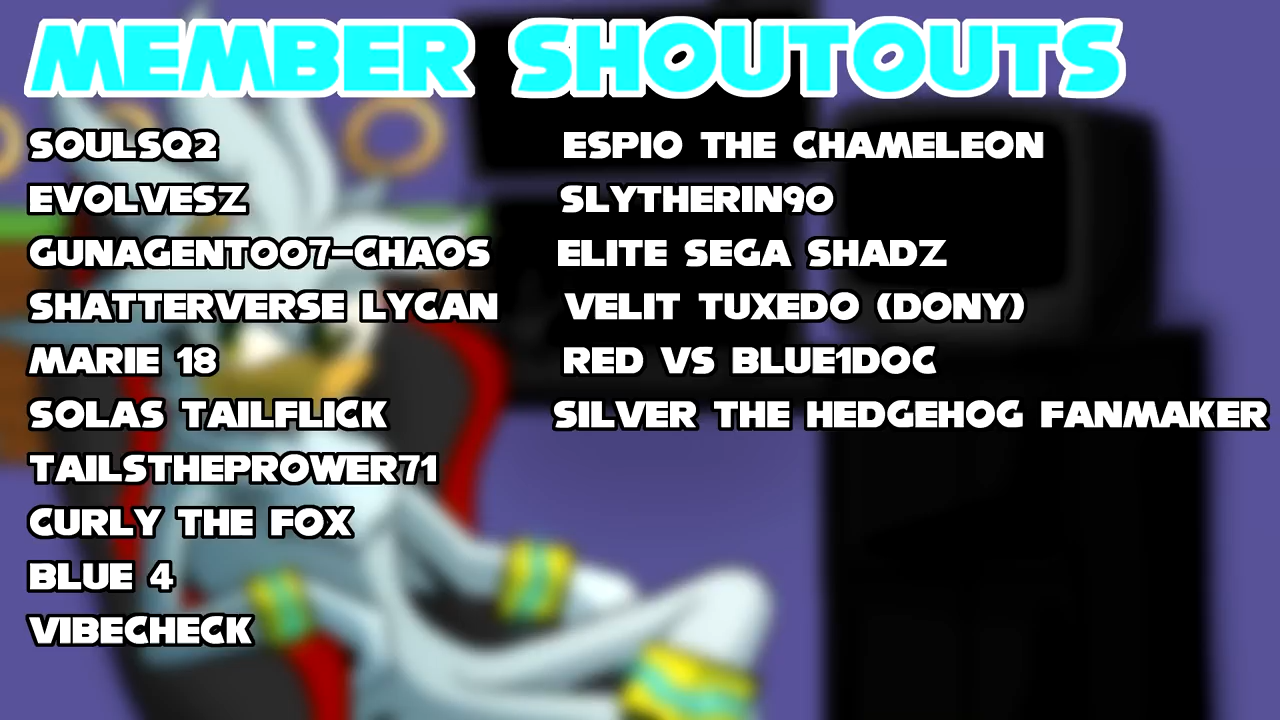 MEMBER SHOUTOUTS
SOULSQ2
EVOLVESZ
GUNAGENT007-CHAOS
SHATTERVERSE LYCAN
MARIE 18
SOLAS TAILFLICK
TAILSTHEPROWER71
CURLY THE FOX
BLUE 4
VIBECHECK
ESPIO THE CHAMELEON
SLYTHERIN90
ELITE SEGA SHADZ
VELIT TUXEDO (DONY)
RED VS BLUE1DOC
SILVER THE HEDGEHOG FANMAKER